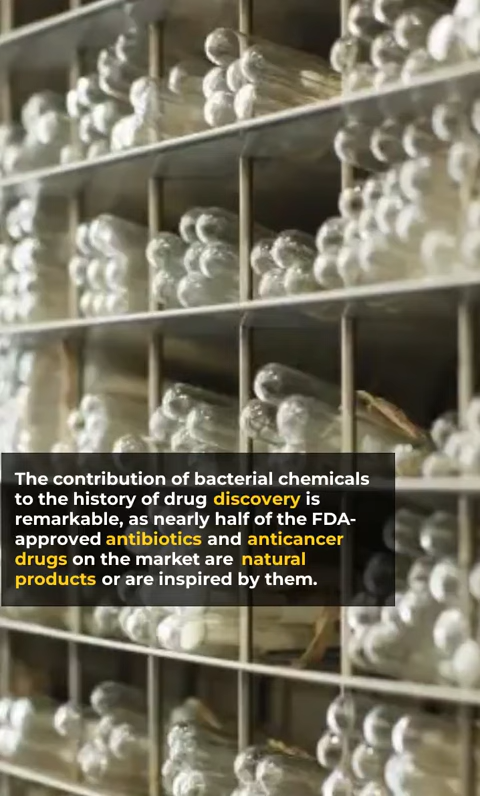 The contribution of bacterial chemicals
to the history of drug discovery is
remarkable, as nearly half of the FDA-
approved antibiotics and anticancer
drugs on the market are natural
products or are inspired by them.